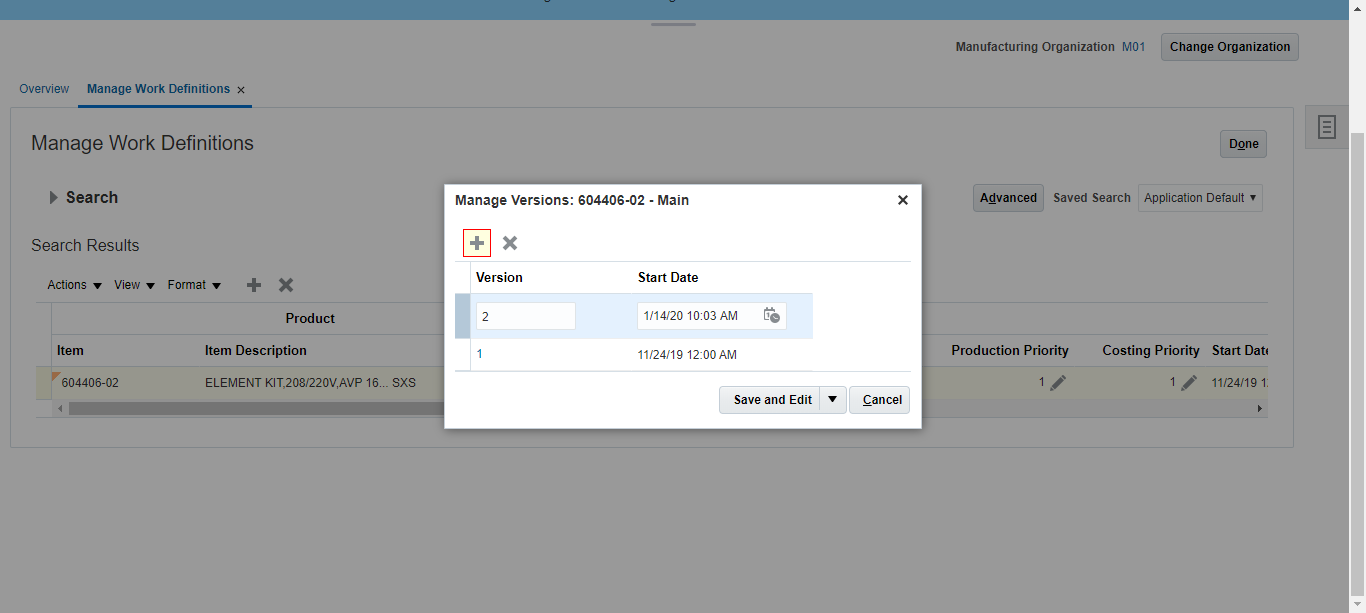 Manufacturing Organization M01 Change Organization
Overview Manage Work Definitions ×
Manage Work Definitions
Done
Search
Advanced Saved Search Application Default
Search Results
Actions View Format
Product
Item Item Description Production Priority Costing Priority Start Date
604406-02 ELEMENT KIT,208/220V,AVP 16... SXS 1 1 11/24/19 1
Manage Versions: 604406-02 - Main
Version Start Date
2 1/14/20 10:03 AM
1 11/24/19 12:00 AM
Save and Edit Cancel